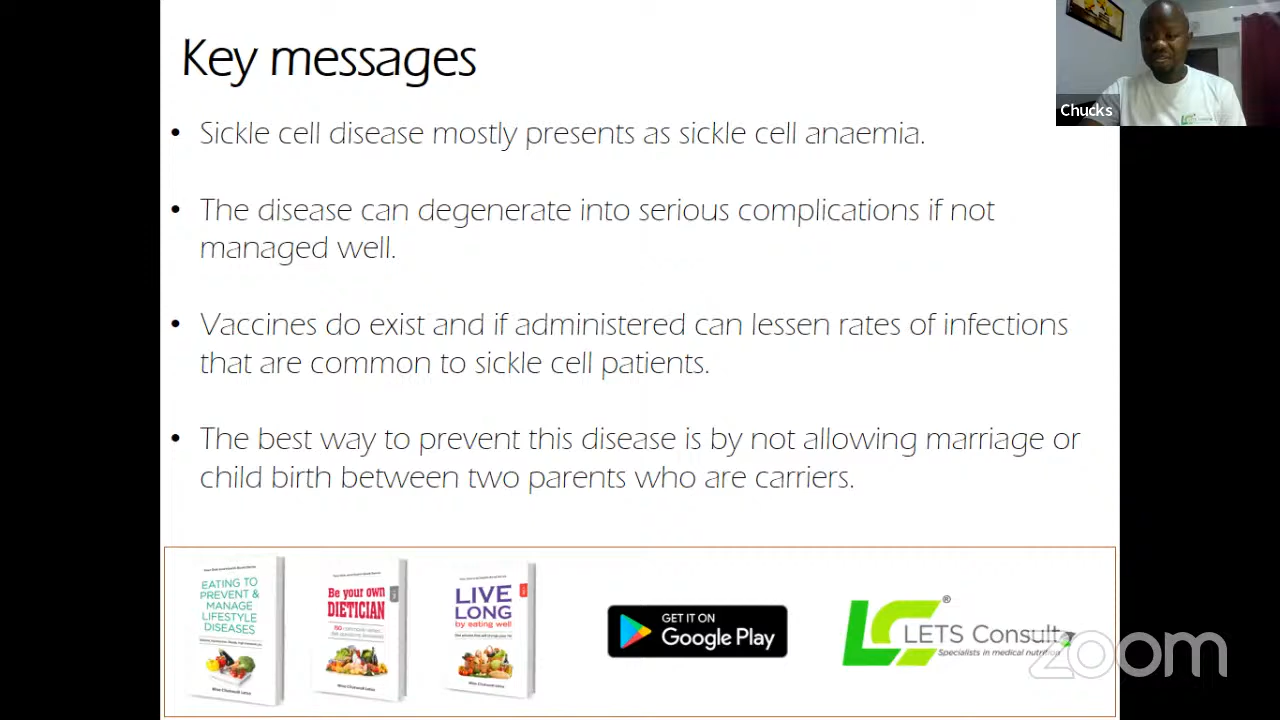 Key messages
Chucks
• Sickle cell disease mostly presents as sickle cell anaemia.
• The disease can degenerate into serious complications if not
managed well.
• Vaccines do exist and if administered can lessen rates of infections
that are common to sickle cell patients.
• The best way to prevent this disease is by not allowing marriage or
child birth between two parents who are carriers.
EATING TO
PREVENT &
MANAGE
LIFESTYLE
DISEASES
Be your own
DIETICIAN
LIVE
LONG
by eating well
GET IT ON
Google Play
®
LETS Consult
Specialists in medical nutrition
zoom